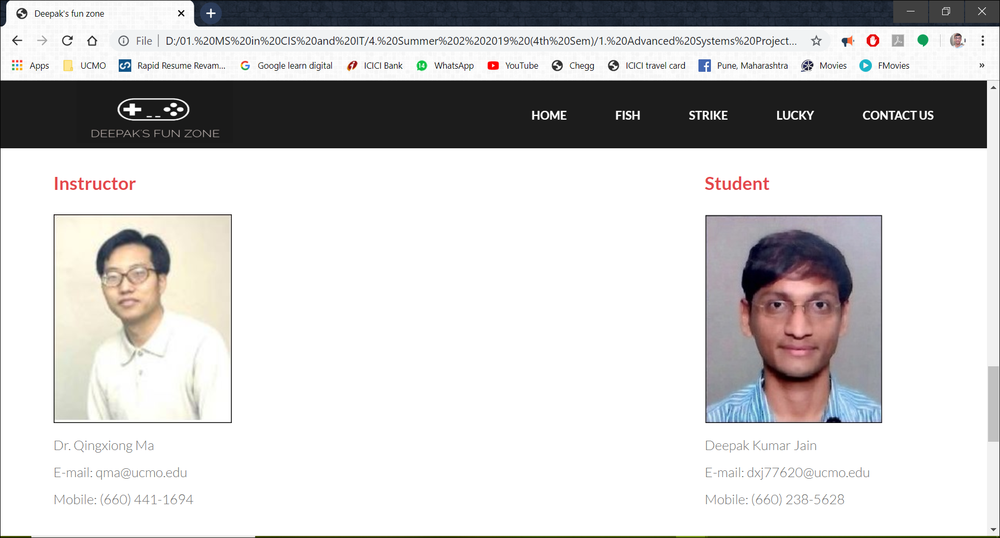 Deepak's fun zone
File
D:/01.%20MS%20in%20CIS%20and%20IT/4.%20Summer%202%202019%20(4th%20Sem)/1.%20Advanced%20Systems%20Project...
Apps UCMO Rapid Resume Revam... Google learn digital ICICI Bank 14 WhatsApp YouTube Chegg ICICI travel card Pune, Maharashtra Movies FMovies »
DEEPAK'S FUN ZONE
HOME FISH STRIKE LUCKY CONTACT US
Instructor
Dr. Qingxiong Ma
E-mail: qma@ucmo.edu
Mobile: (660) 441-1694
Student
Deepak Kumar Jain
E-mail: dxj77620@ucmo.edu
Mobile: (660) 238-5628